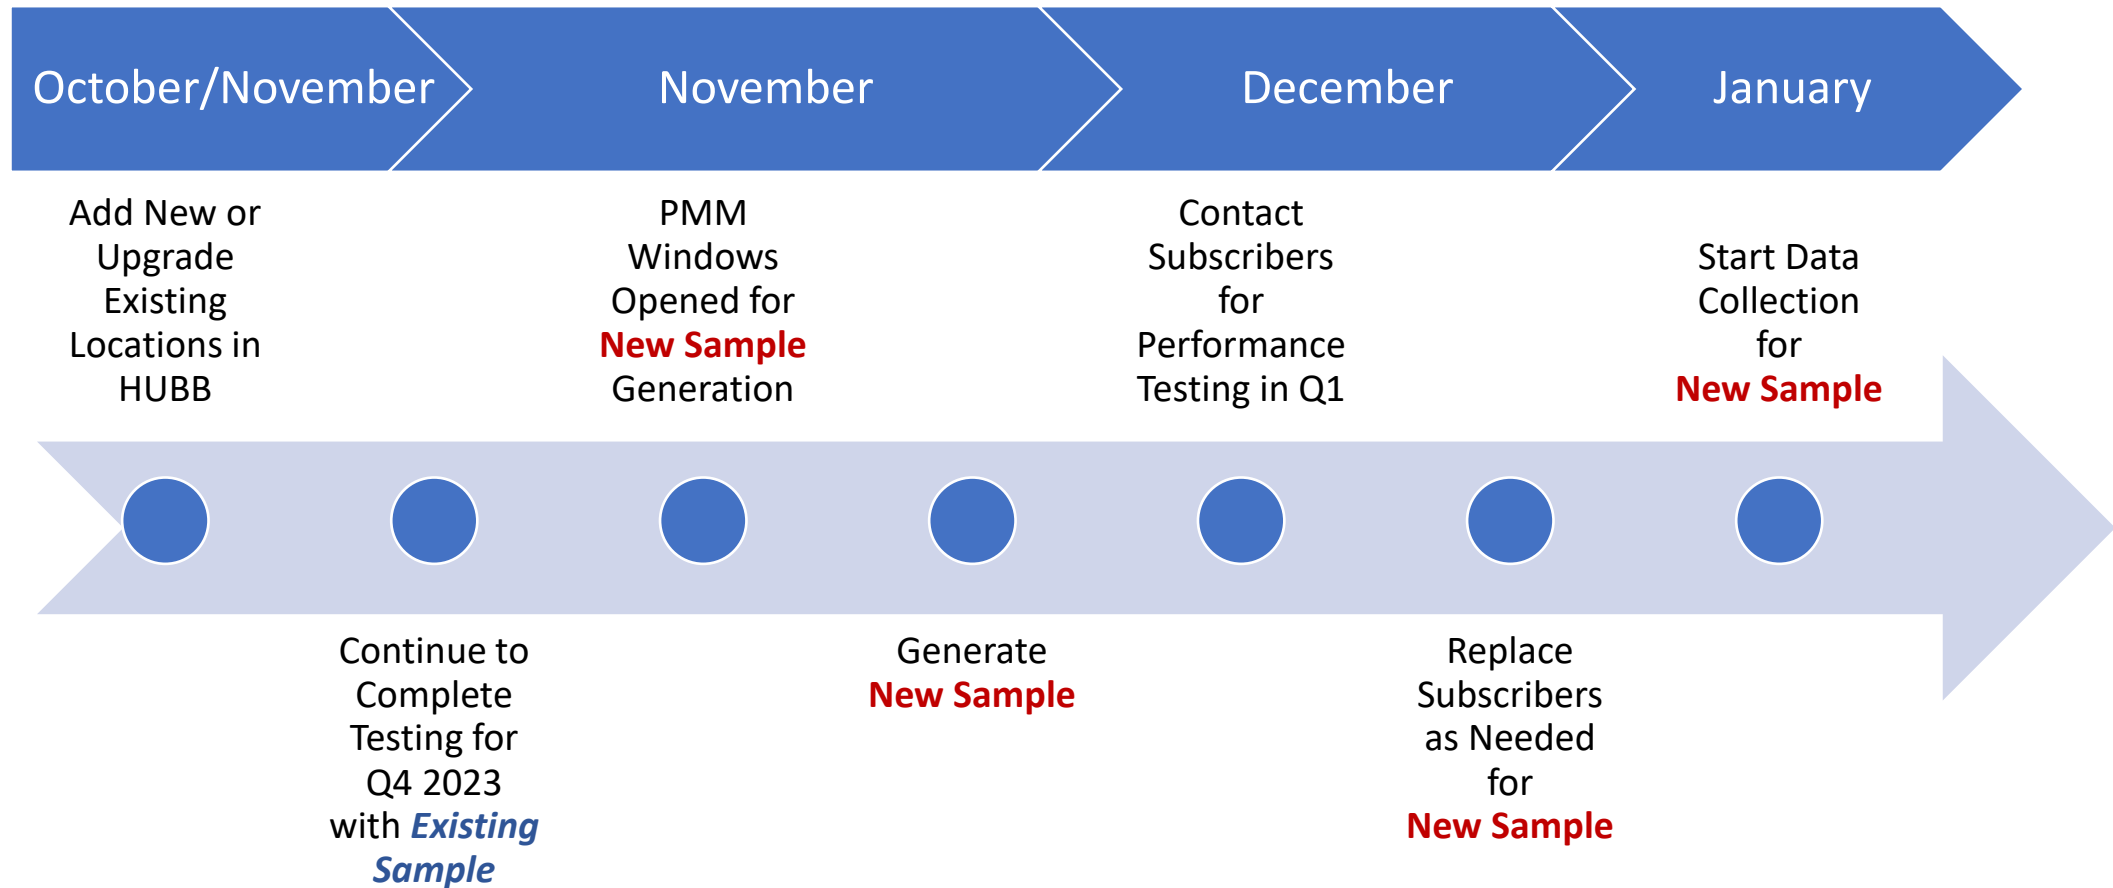 October/November
November
December
January
Add New or
Upgrade
Existing
Locations in
HUBB
PMM
Windows
Opened for
New Sample
Generation
Contact
Subscribers
for
Performance
Testing in Q1
Start Data
Collection
for
New Sample
Continue to
Complete
Testing for
Q4 2023
with Existing
Sample
Generate
New Sample
Replace
Subscribers
as Needed
for
New Sample